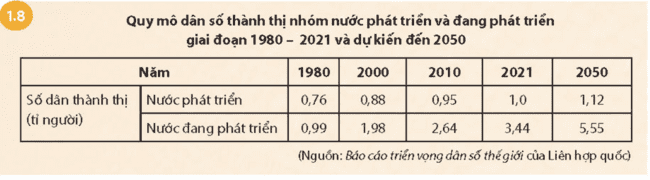 1.8
Quy mô dân số thành thị nhóm nước phát triển và đang phát triển
giai đoạn 1980 – 2021 và dự kiến đến 2050
Năm 1980 2000 2010 2021 2050
Số dân thành thị Nước phát triển 0,76 0,88 0,95 1,0 1,12
(tỉ người) Nước đang phát triển 0,99 1,98 2,64 3,44 5,55
(Nguồn: Báo cáo triển vọng dân số thế giới của Liên hợp quốc)